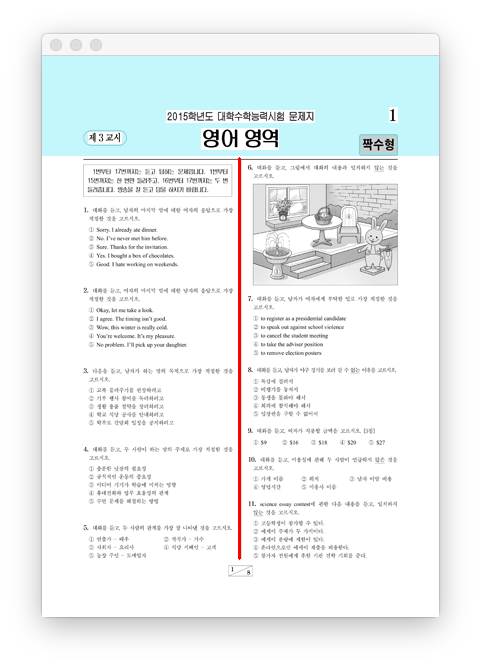 2015학년도 대학수학능력시험 문제지
1
제 3 교시
영어 영역
짝수형
1번부터 17번까지는 듣고 답하는 문제입니다. 1번부터
15번까지는 한 번만 들려주고, 16번부터 17번까지는 두 번
들려줍니다. 방송을 잘 듣고 답을 하시기 바랍니다.
1. 대화를 듣고, 남자의 마지막 말에 대한 여자의 응답으로 가장
적절한 것을 고르시오.
① Sorry. I already ate dinner.
② No. I've never met him before.
③ Sure. Thanks for the invitation.
④ Yes. I bought a box of chocolates.
⑤ Good. I hate working on weekends.
2. 대화를 듣고, 여자의 마지막 말에 대한 남자의 응답으로 가장
적절한 것을 고르시오.
① Okay, let me take a look.
② I agree. The timing isn't good.
③ Wow, this winter is really cold.
④ You're welcome. It's my pleasure.
⑤ No problem. I'll pick up your daughter
3. 다음을 듣고, 남자가 하는 말의 목적으로 가장 적절한 것을
고르시오.
① 교복 물려주기를 권장하려고
② 기부 행사 참여를 독려하려고
③ 생활 활용 정책을 장려하려고
④ 학교 식당 공사를 안내하려고
⑤ 학부모 간담회 일정을 공지하려고
4. 대화를 듣고, 두 사람이 하는 말의 주제로 가장 적절한 것을
고르시오.
① 충분한 낮잠의 필요성
② 규칙적인 운동의 중요성
③ 미디어 기기가 학습에 미치는 영향
④ 휴대전화와 업무 효율성의 관계
⑤ 수면 문제를 해결하는 방법
5. 대화를 듣고, 두 사람의 관계를 가장 잘 나타낸 것을 고르시오.
① 연출가 － 배우 ② 작곡가 － 가수
③ 사회자 － 요리사 ④ 식당 지배인 － 고객
⑤ 농장 주인 － 도매업자
6. 대화를 듣고, 그림에서 대화의 내용과 일치하지 않는 것을
고르시오.
7. 대화를 듣고, 남자가 여자에게 부탁한 일로 가장 적절한 것을
고르시오.
① to register as a presidential candidate
② to speak out against school violence
③ to cancel the student meeting
④ to take the adviser position
⑤ to remove election posters
8. 대화를 듣고, 남자가 야구 경기를 보러 갈 수 없는 이유를 고르시오.
① 독감에 걸려서
② 비행기를 놓쳐서
③ 동생을 돌봐야 해서
④ 회의에 참석해야 해서
⑤ 입장권을 구할 수 없어서
9. 대화를 듣고, 여자가 지불할 금액을 고르시오. [3점]
① $9 ② $16 ③ $18 ④ $20 ⑤ $27
10. 대화를 듣고, 미용실에 관해 두 사람이 언급하지 않은 것을
고르시오.
① 가게 이름 ② 위치 ③ 남자 이발 비용
④ 영업시간 ⑤ 미용사 이름
11. science essay contest에 관한 다음 내용을 듣고, 일치하지
않는 것을 고르시오.
① 고등학생이 참가할 수 있다.
② 에세이 주제가 두 가지이다.
③ 에세이 분량에 제한이 있다.
④ 온라인으로만 에세이 제출을 허용한다.
⑤ 참가자 전원에게 후원 기관 견학 기회를 준다.
1
8